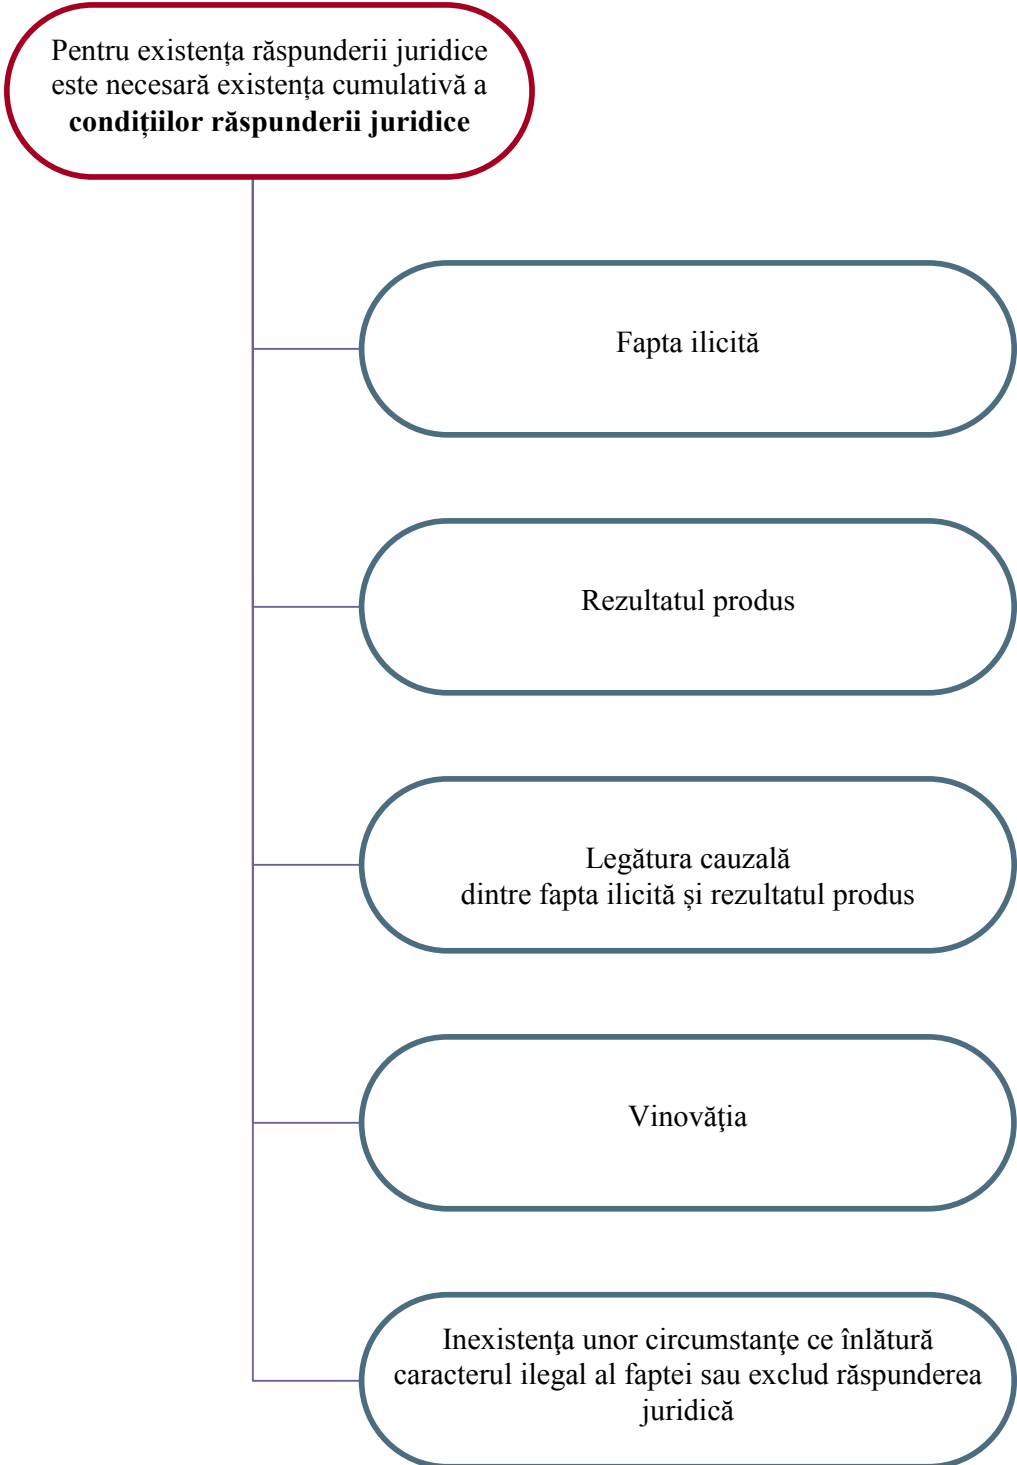 Pentru existența răspunderii juridice
este necesară existența cumulativă a
condițiilor răspunderii juridice
Fapta ilicită
Rezultatul produs
Legătura cauzală
dintre fapta ilicită și rezultatul produs
Vinovăţia
Inexistenţa unor circumstanţe ce înlătură
caracterul ilegal al faptei sau exclud răspunderea
juridică